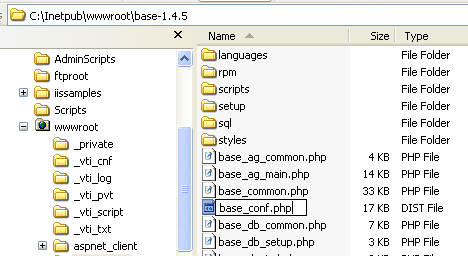 C:\Inetpub\wwwroot\base-1.4.5
Name Size Type
AdminScripts
ftproot
iissamples
Scripts
wwwroot
_private
_vti_cnf
_vti_log
_vti_pvt
_vti_script
_vti_txt
aspnet_client
languages File Folder
rpm File Folder
scripts File Folder
setup File Folder
sql File Folder
styles File Folder
base_ag_common.php 4 KB PHP File
base_ag_main.php 14 KB PHP File
base_common.php 33 KB PHP File
base_conf.php 17 KB DIST File
base_db_common.php 7 KB PHP File
base_db_setup.php 3 KB PHP File